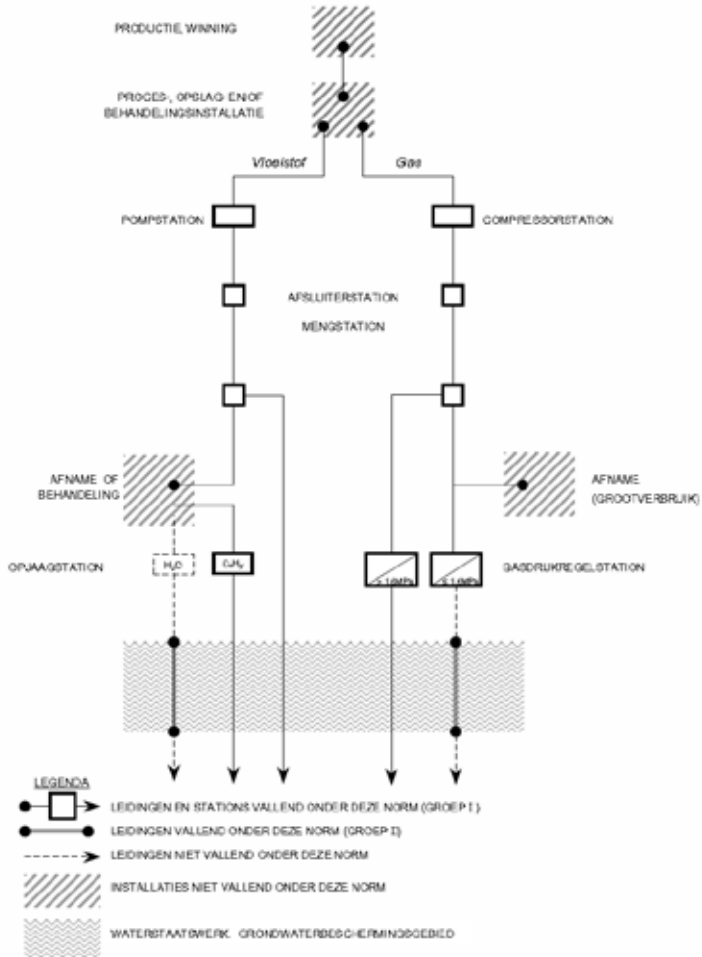 PRODUCTIE, WINNING
PROCES-, OPSLAG- EN/OF
BEHANDELINGSINSTALLATIE
Vloeistof
Gas
POMPSTATION
COMPRESSORSTATION
AFSLUITERSTATION
MENGSTATION
AFNAME OF
BEHANDELING
AFNAME
(GROOTVERBRUIK)
OPJAAGSTATION
H₂O
GASDRUKREGELSTATION
LEGENDA
LEIDINGEN EN STATIONS VALLEND ONDER DEZE NORM (GROEP I)
LEIDINGEN VALLEND ONDER DEZE NORM (GROEP I)
LEIDINGEN NIET VALLEND ONDER DEZE NORM
INSTALLATIES NIET VALLEND ONDER DEZE NORM
WATERSTAATSWERK, GRONDWATERBESCHERMINGSGEBIED